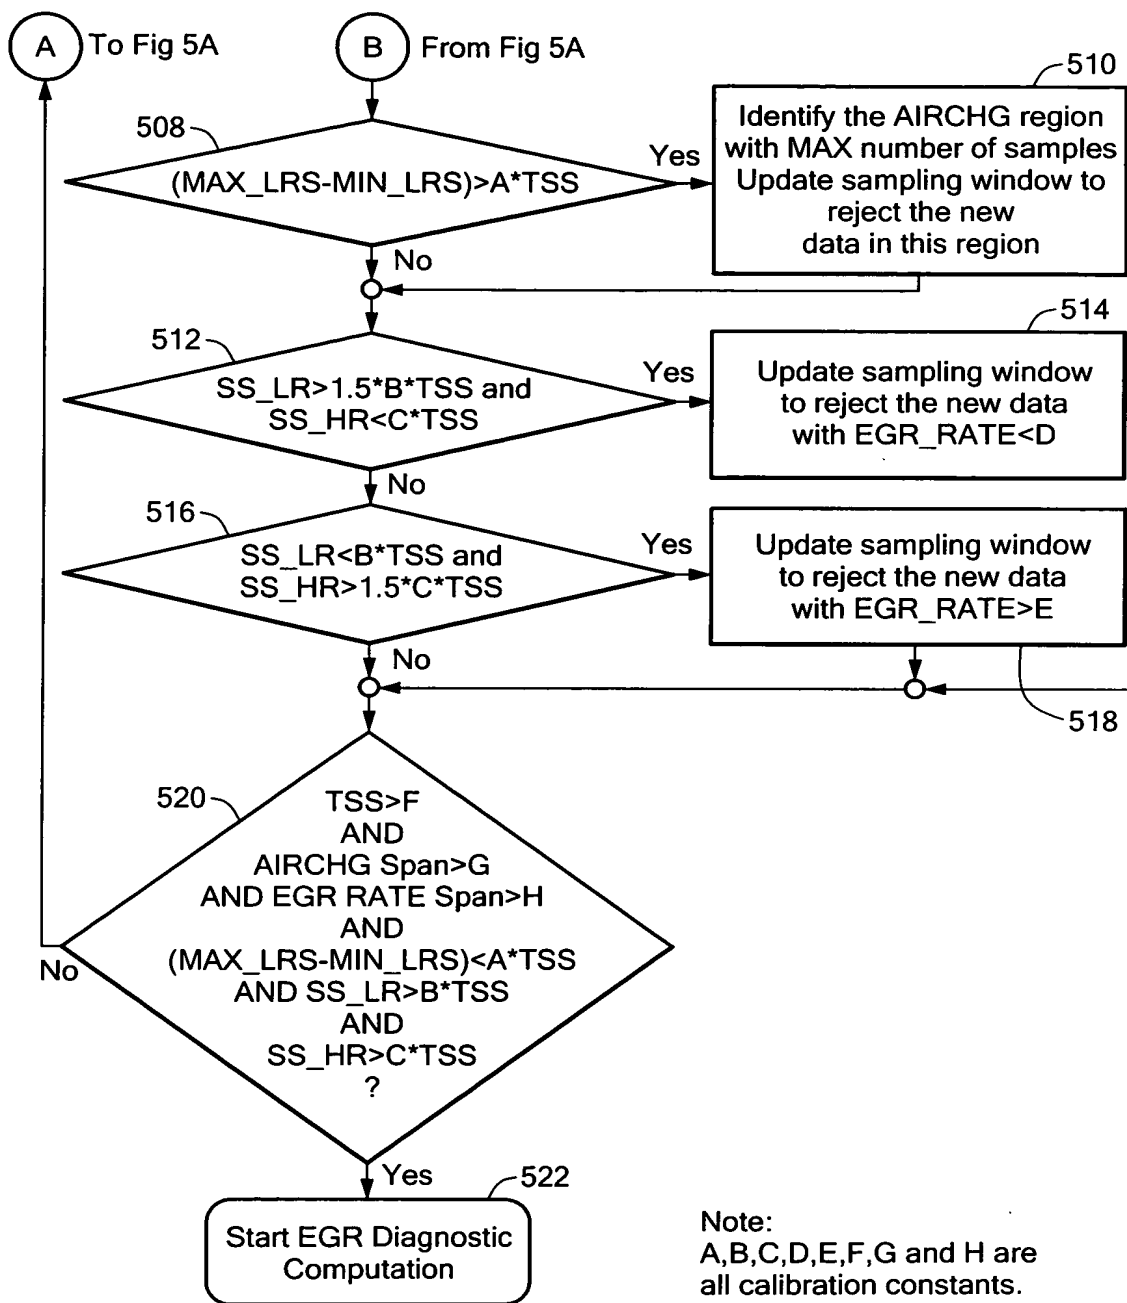 A To Fig 5A
B From Fig 5A
508
(MAX_LRS-MIN_LRS)>A*TSS
Yes
No
510
Identify the AIRCHG region
with MAX number of samples
Update sampling window to
reject the new
data in this region
512
SS_LR>1.5*B*TSS and
SS_HR<C*TSS
Yes
No
514
Update sampling window
to reject the new data
with EGR_RATE<D
516
SS_LR<B*TSS and
SS_HR>1.5*C*TSS
Yes
No
Update sampling window
to reject the new data
with EGR_RATE>E
518
520
TSS>F
AND
AIRCHG Span>G
AND EGR RATE Span>H
AND
(MAX_LRS-MIN_LRS)<A*TSS
AND SS_LR>B*TSS
AND
SS_HR>C*TSS
?
No
Yes
522
Start EGR Diagnostic
Computation
Note:
A,B,C,D,E,F,G and H are
all calibration constants.